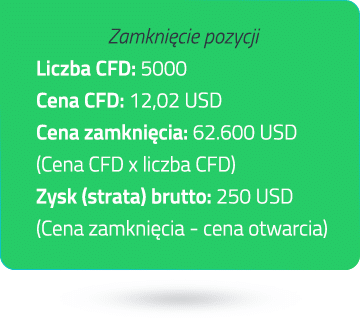 Zamknięcie pozycji
Liczba CFD: 5000
Cena CFD: 12,02 USD
Cena zamknięcia: 62.600 USD
(Cena CFD x liczba CFD)
Zysk (strata) brutto: 250 USD
(Cena zamknięcia - cena otwarcia)